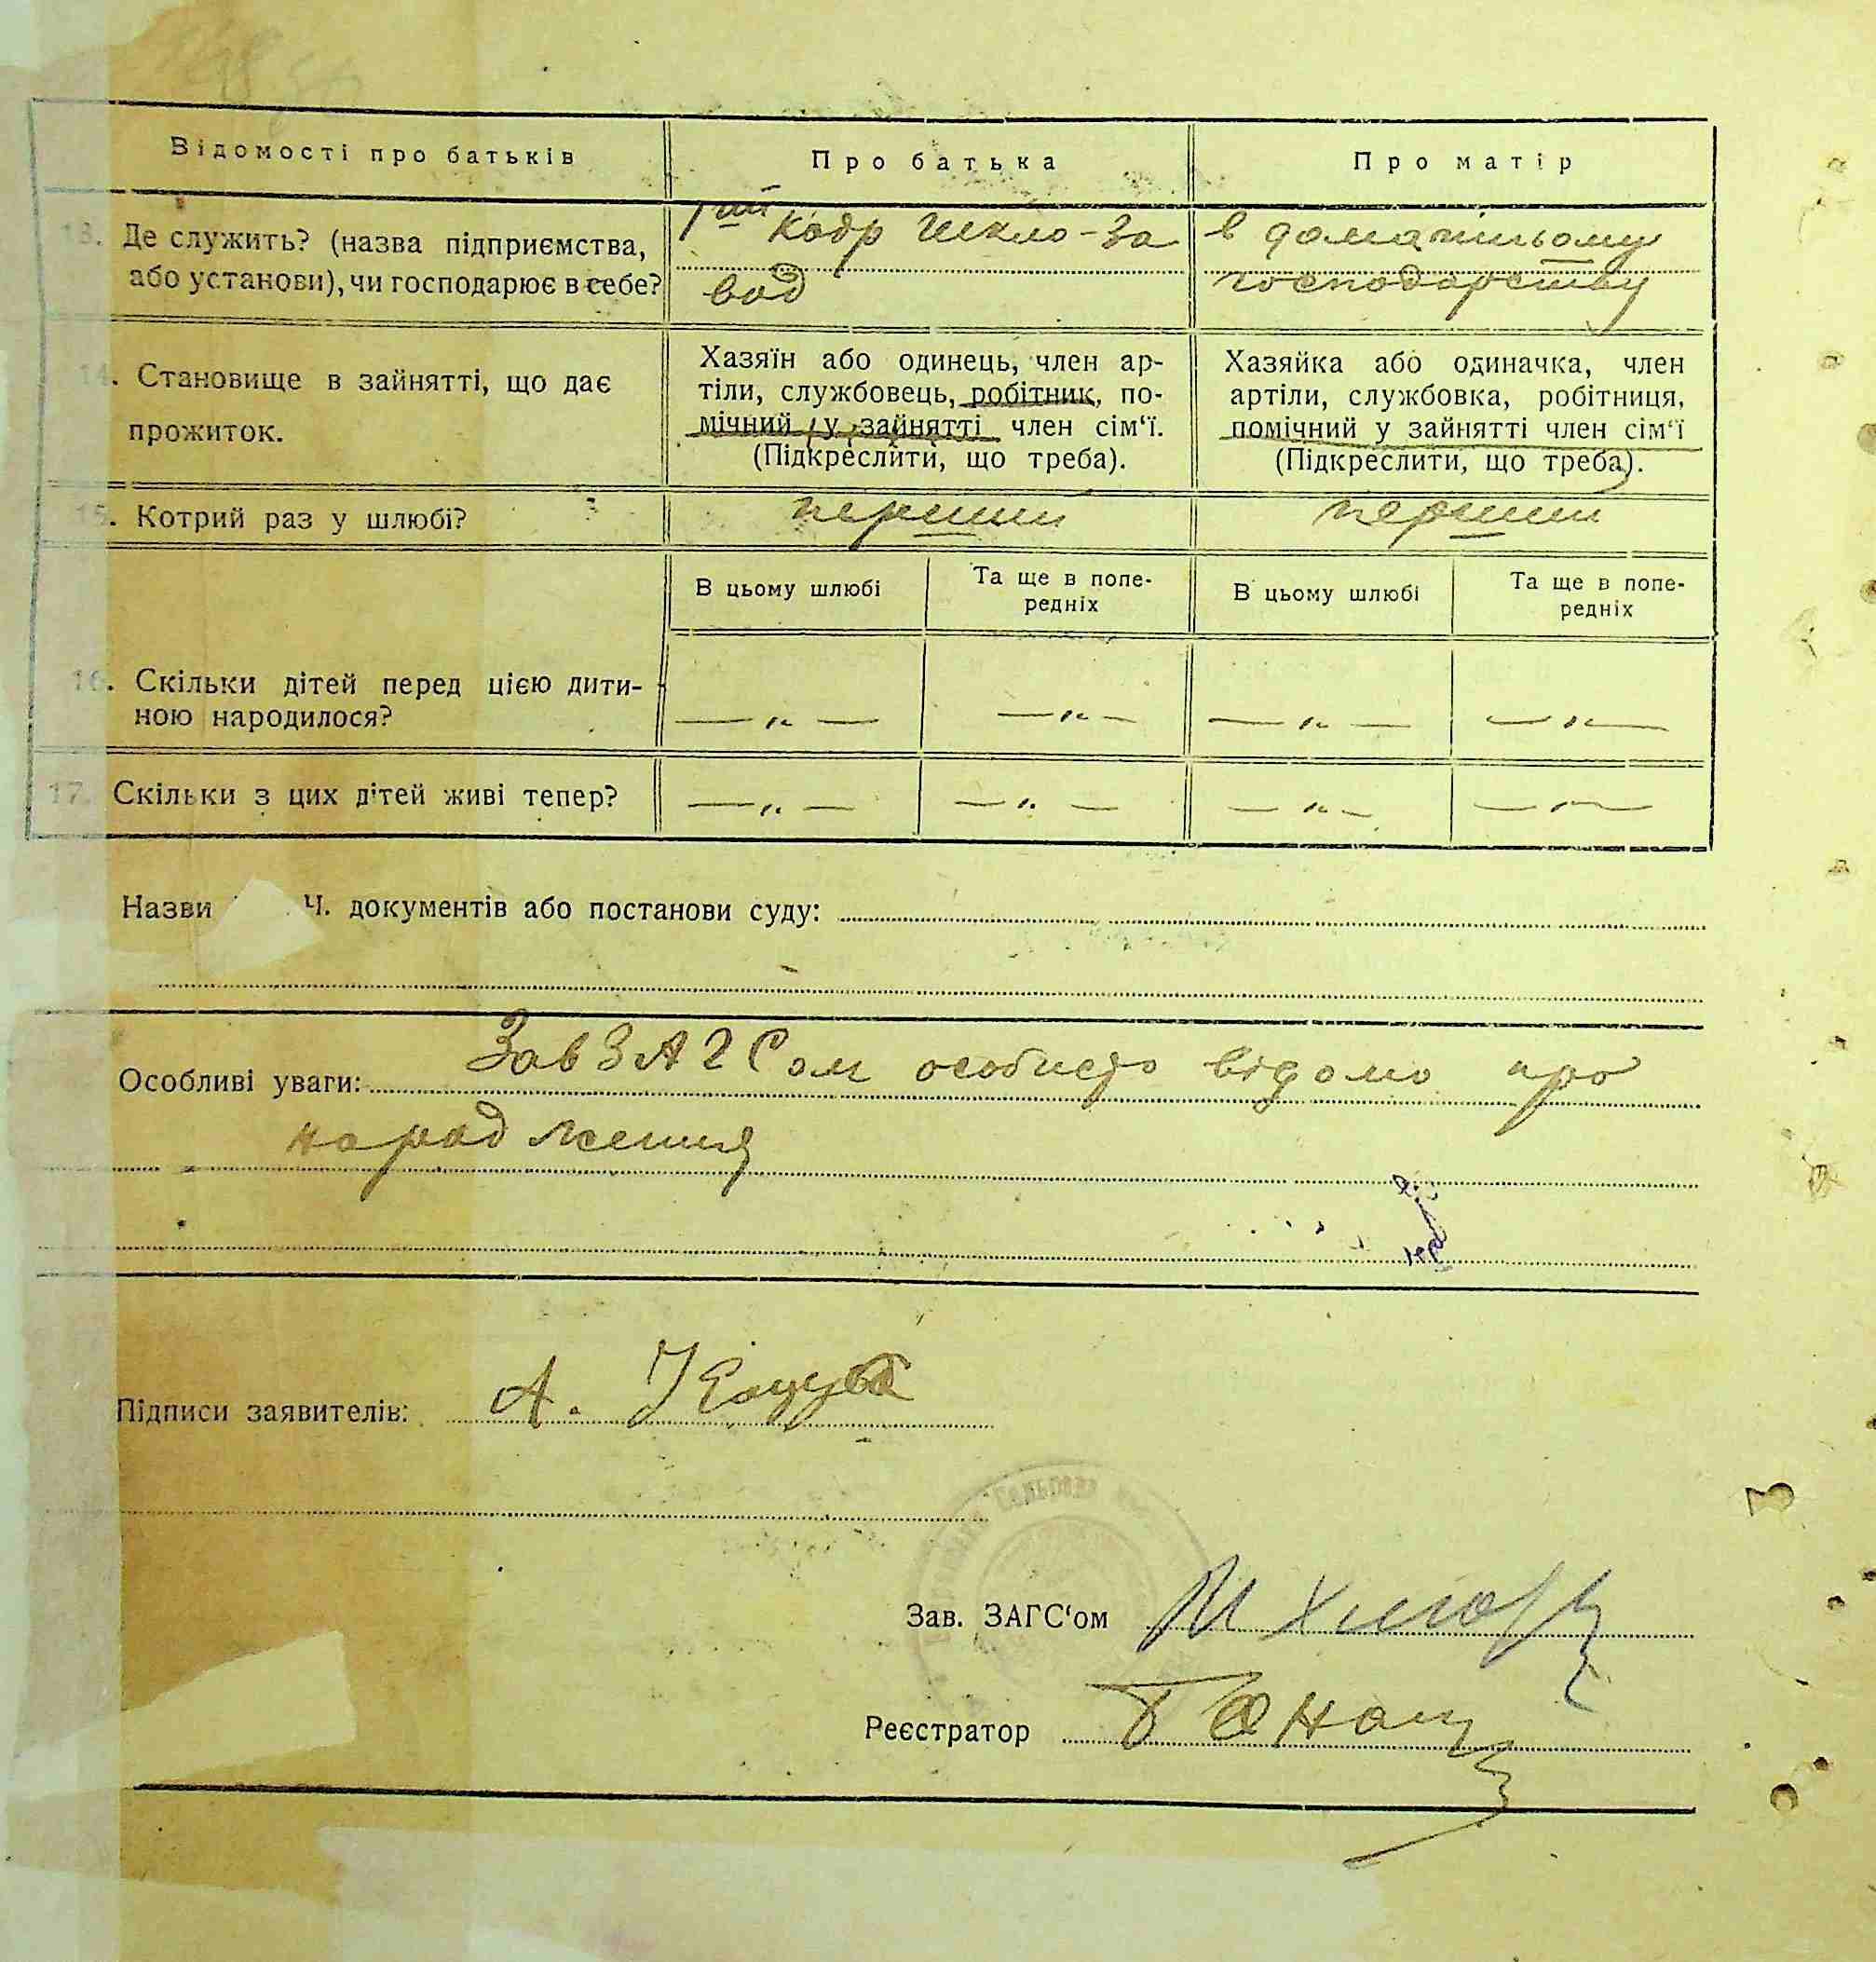 Відомості про батьків
Про батька
Про матір
13. Де служить? (назва підприємства,
або установи), чи господарює в себе?
1ший кадр шкло-за
вод
в домашньому
господарству
14. Становище в зайнятті, що дає
прожиток.
Хазяїн або одинець, член ар-
тіли, службовець, робітник, по-
мічний у зайнятті член сім‘ї.
(Підкреслити, що треба).
Хазяйка або одиначка, член
артіли, службовка, робітниця,
помічний у зайнятті член сім‘ї
(Підкреслити, що треба).
15. Котрий раз у шлюбі?
перший
перший
В цьому шлюбі
Та ще в попе-
редніх
В цьому шлюбі
Та ще в попе-
редніх
16. Скільки дітей перед цією дити-
ною народилося?
— „ —
— „ —
— „ —
— „ —
17. Скільки з цих дітей живі тепер?
— „ —
— „ —
— „ —
— „ —
Назви Ч. документів або постанови суду:
Особливі уваги: Зав ЗАГСом особисто відомо про
народження
Підписи заявителів: А. Коцуба
Зав. ЗАГС‘ом
Реєстратор